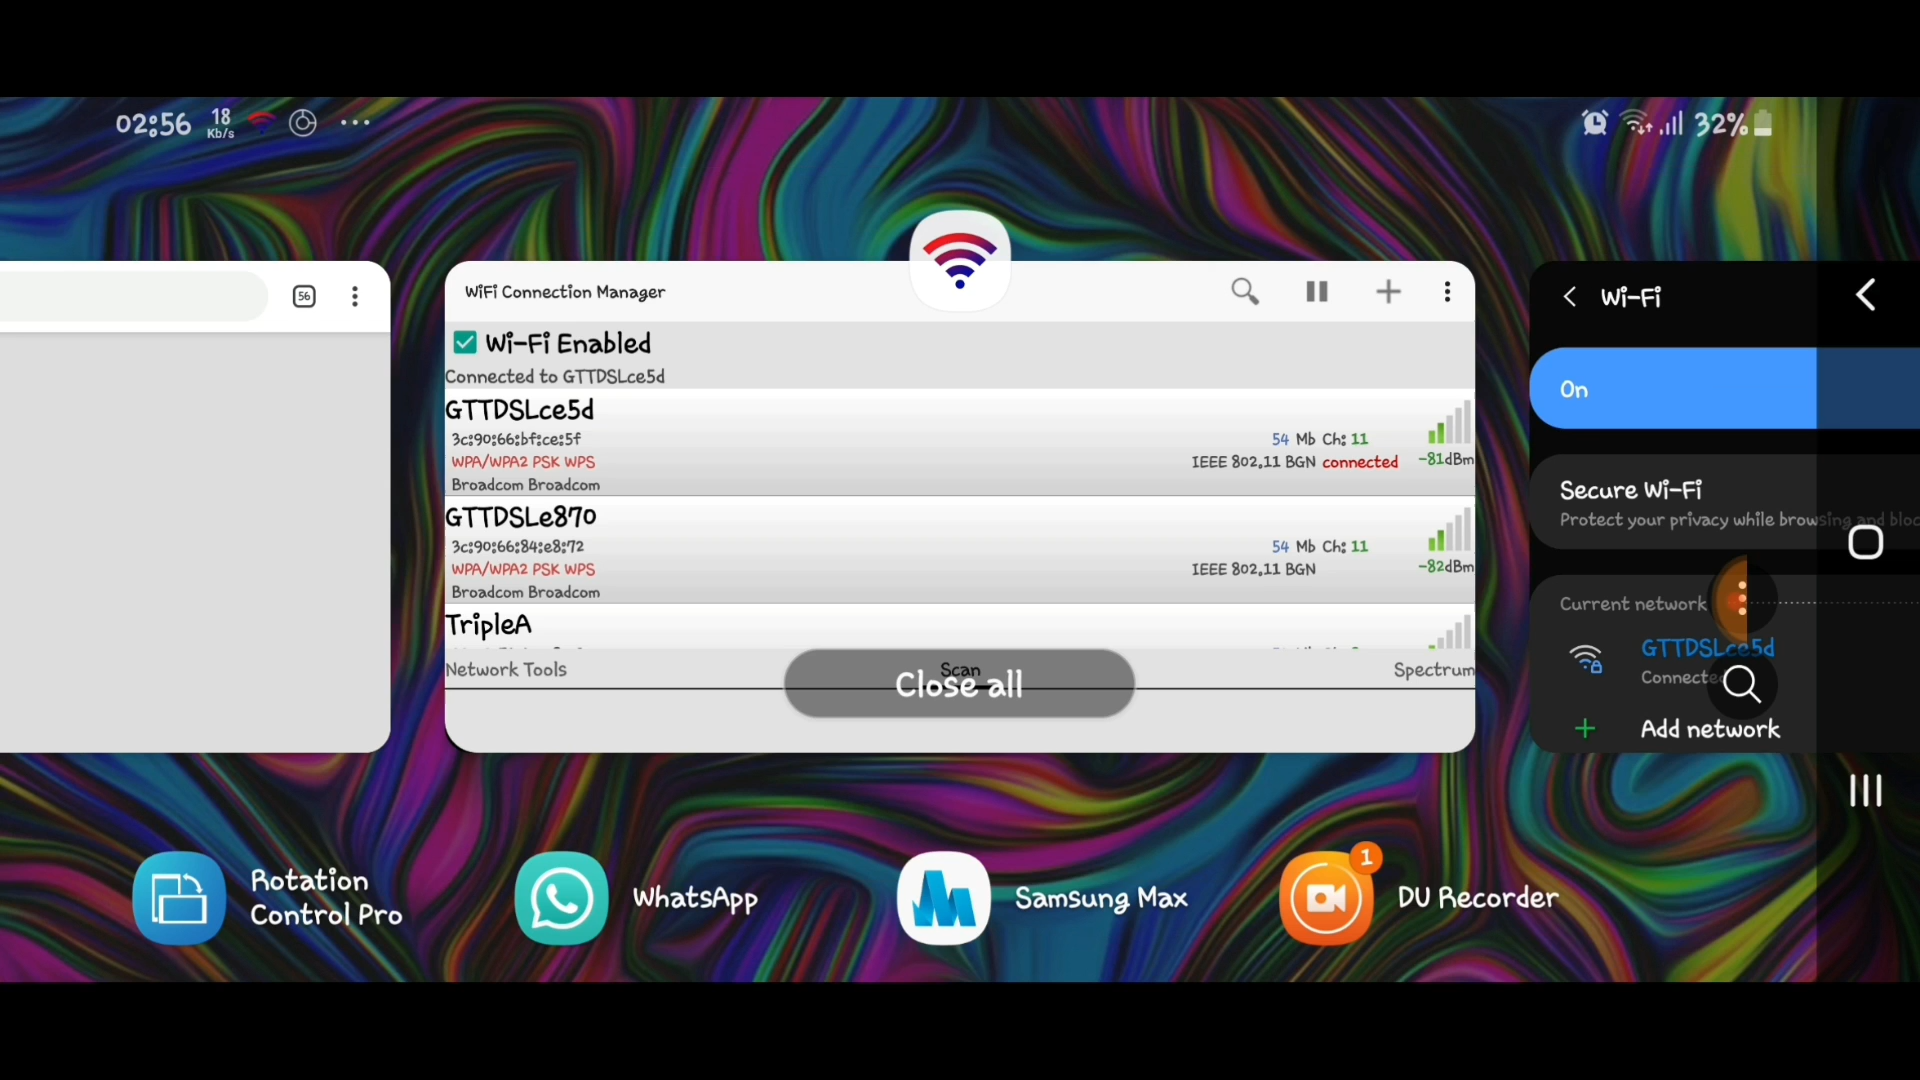 02:56 18 Kb/s
32%
56
WiFi Connection Manager
Wi-Fi Enabled
Connected to GTTDSLce5d
GTTDSLce5d
3c:90:66:bf:ce:5f
54 Mb Ch: 11
WPA/WPA2 PSK WPS
IEEE 802.11 BGN connected -81dBm
Broadcom Broadcom
GTTDSLe870
3c:90:66:84:e8:72
54 Mb Ch: 11
WPA/WPA2 PSK WPS
IEEE 802.11 BGN -82dBm
Broadcom Broadcom
TripleA
Network Tools Scan Spectrum
Close all
Wi-Fi
On
Secure Wi-Fi
Protect your privacy while browsing and bloc
Current network
GTTDSLce5d
Connected
Add network
Rotation
Control Pro
WhatsApp
Samsung Max
1
DU Recorder